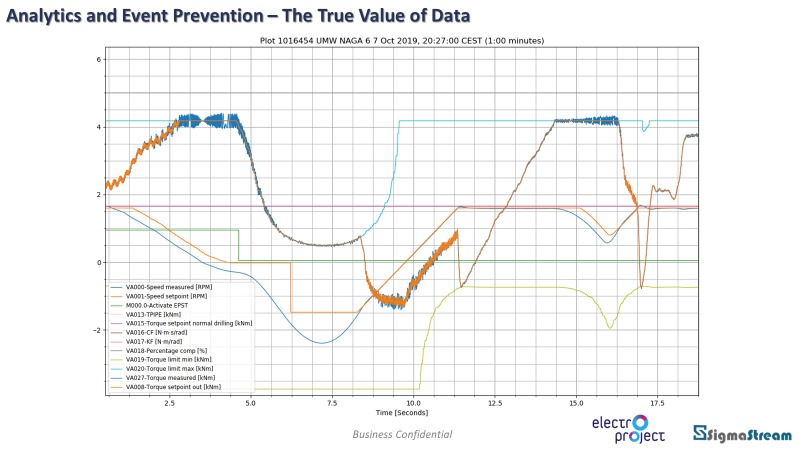 Analytics and Event Prevention – The True Value of Data
Plot 1016454 UMW NAGA 6 7 Oct 2019, 20:27:00 CEST (1:00 minutes)
6
4
2
0
−2
VA000-Speed measured [RPM]
VA001-Speed setpoint [RPM]
M000.0-Activate EPST
VA013-TPIPE [kNm]
VA015-Torque setpoint normal drilling [kNm]
VA016-CF [N·m·s/rad]
VA017-KF [N·m/rad]
VA018-Percentage comp [%]
VA019-Torque limit min [kNm]
VA020-Torque limit max [kNm]
VA027-Torque measured [kNm]
VA008-Torque setpoint out [kNm]
2.5 5.0 7.5 10.0 12.5 15.0 17.5
Time [Seconds]
Business Confidential
electro
project
SigmaStream